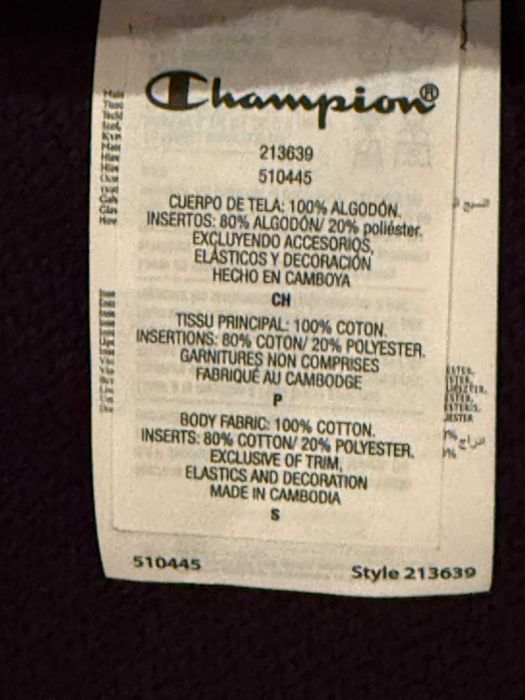 Champion®
213639
510445
CUERPO DE TELA: 100% ALGODÓN.
INSERTOS: 80% ALGODÓN/ 20% poliéster.
EXCLUYENDO ACCESORIOS,
ELÁSTICOS Y DECORACIÓN
HECHO EN CAMBOYA
CH
TISSU PRINCIPAL: 100% COTON.
INSERTIONS: 80% COTON/ 20% POLYESTER.
GARNITURES NON COMPRISES
FABRIQUÉ AU CAMBODGE
P
BODY FABRIC: 100% COTTON.
INSERTS: 80% COTTON/ 20% POLYESTER.
EXCLUSIVE OF TRIM,
ELASTICS AND DECORATION
MADE IN CAMBODIA
S
510445 Style 213639